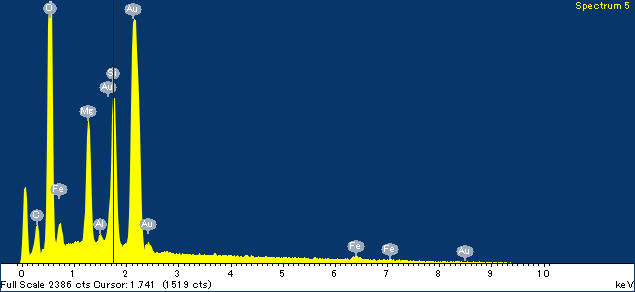 Spectrum 5
O
Au
Si
Au
Mg
Fe
C
Al
Au
Fe
Fe
Au
0 1 2 3 4 5 6 7 8 9 10
Full Scale 2386 cts Cursor: 1.741 (1519 cts) keV